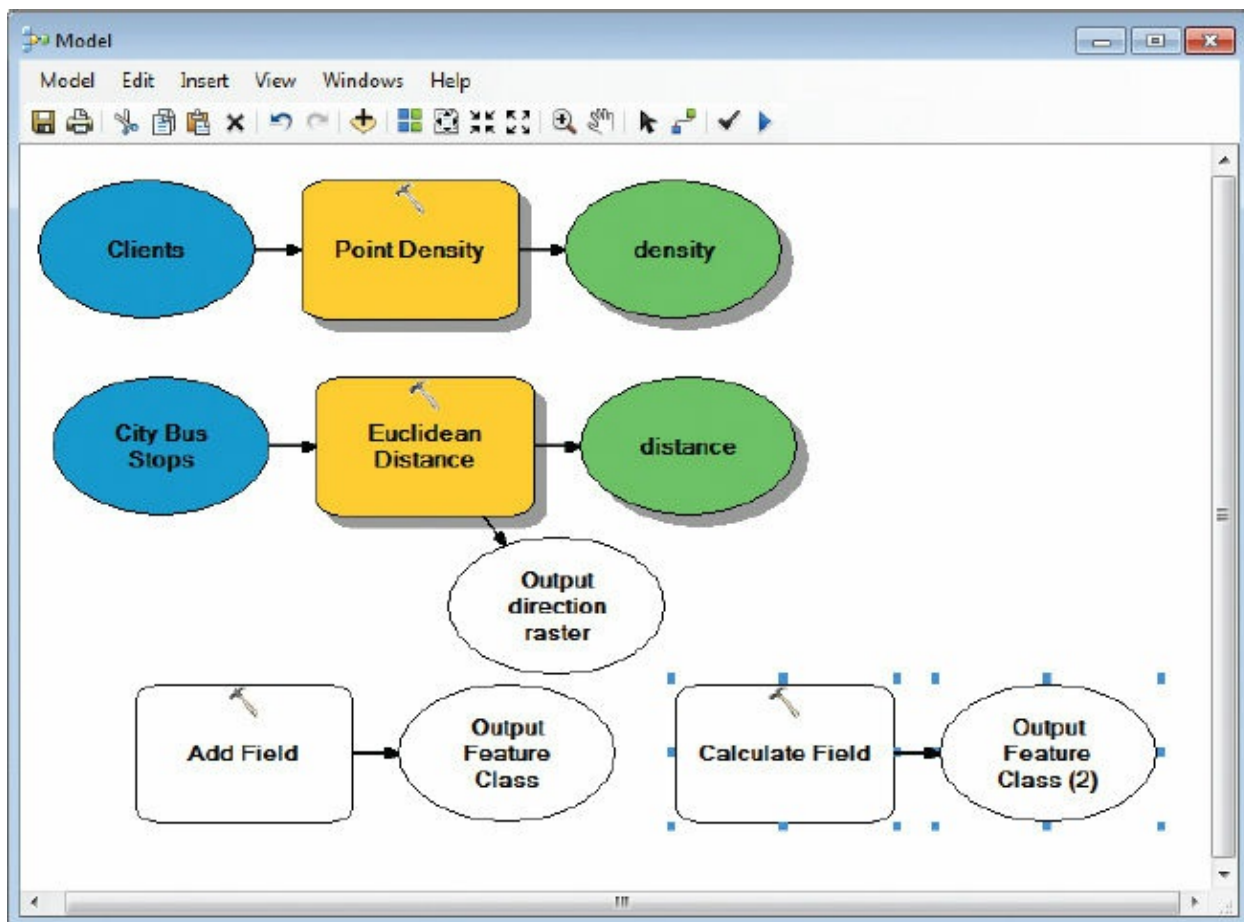 Model
Model Edit Insert View Windows Help
Clients
Point Density
density
City Bus
Stops
Euclidean
Distance
distance
Output
direction
raster
Add Field
Output
Feature
Class
Calculate Field
Output
Feature
Class (2)